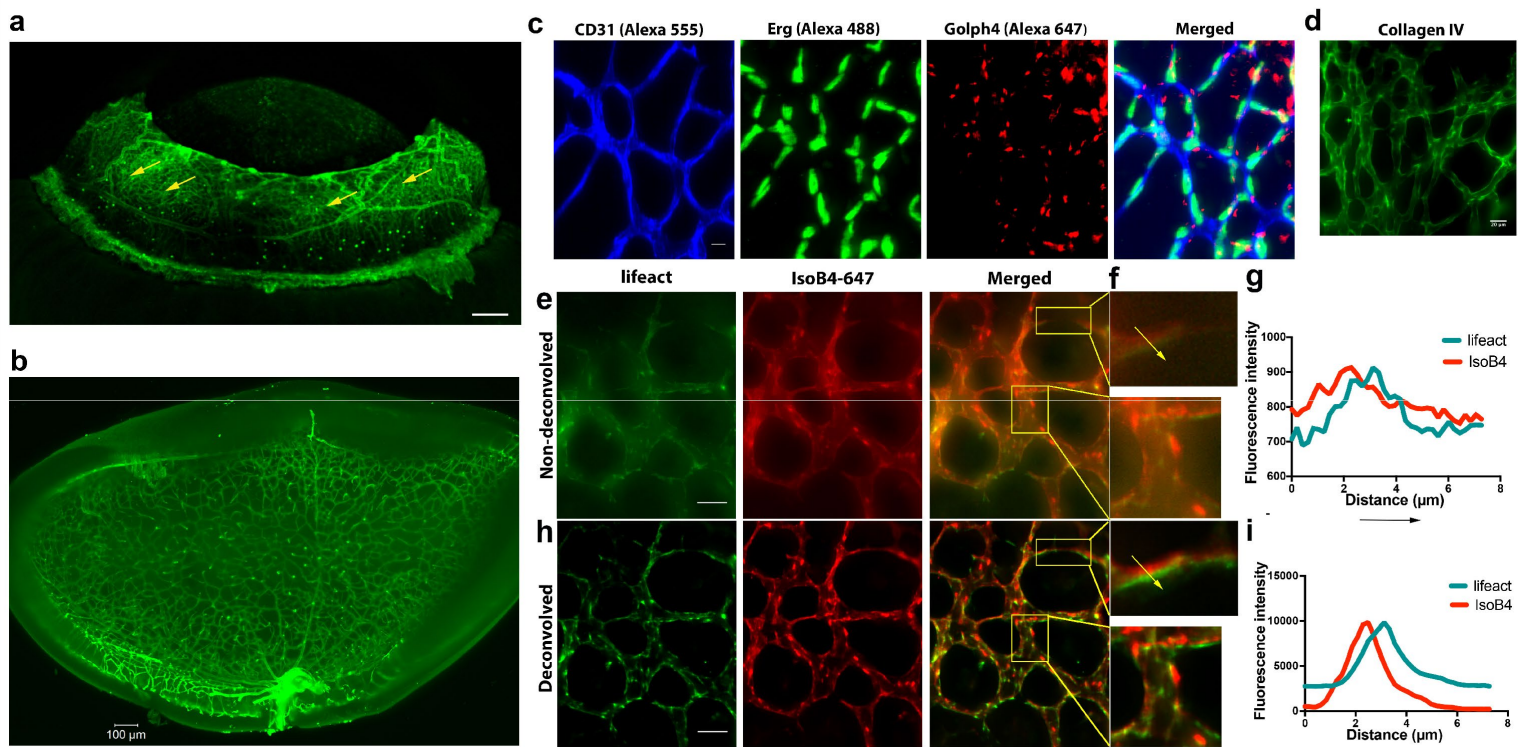 a
c
CD31 (Alexa 555)
Erg (Alexa 488)
Golph4 (Alexa 647)
Merged
d
Collagen IV
20 µm
b
100 µm
lifeact
IsoB4-647
Merged
e
Non-deconvolved
f
g
1000
900
800
700
600
Fluorescence intensity
0
2
4
6
8
Distance (µm)
lifeact
IsoB4
h
Deconvolved
i
15000
10000
5000
0
Fluorescence intensity
0
2
4
6
8
Distance (µm)
lifeact
IsoB4